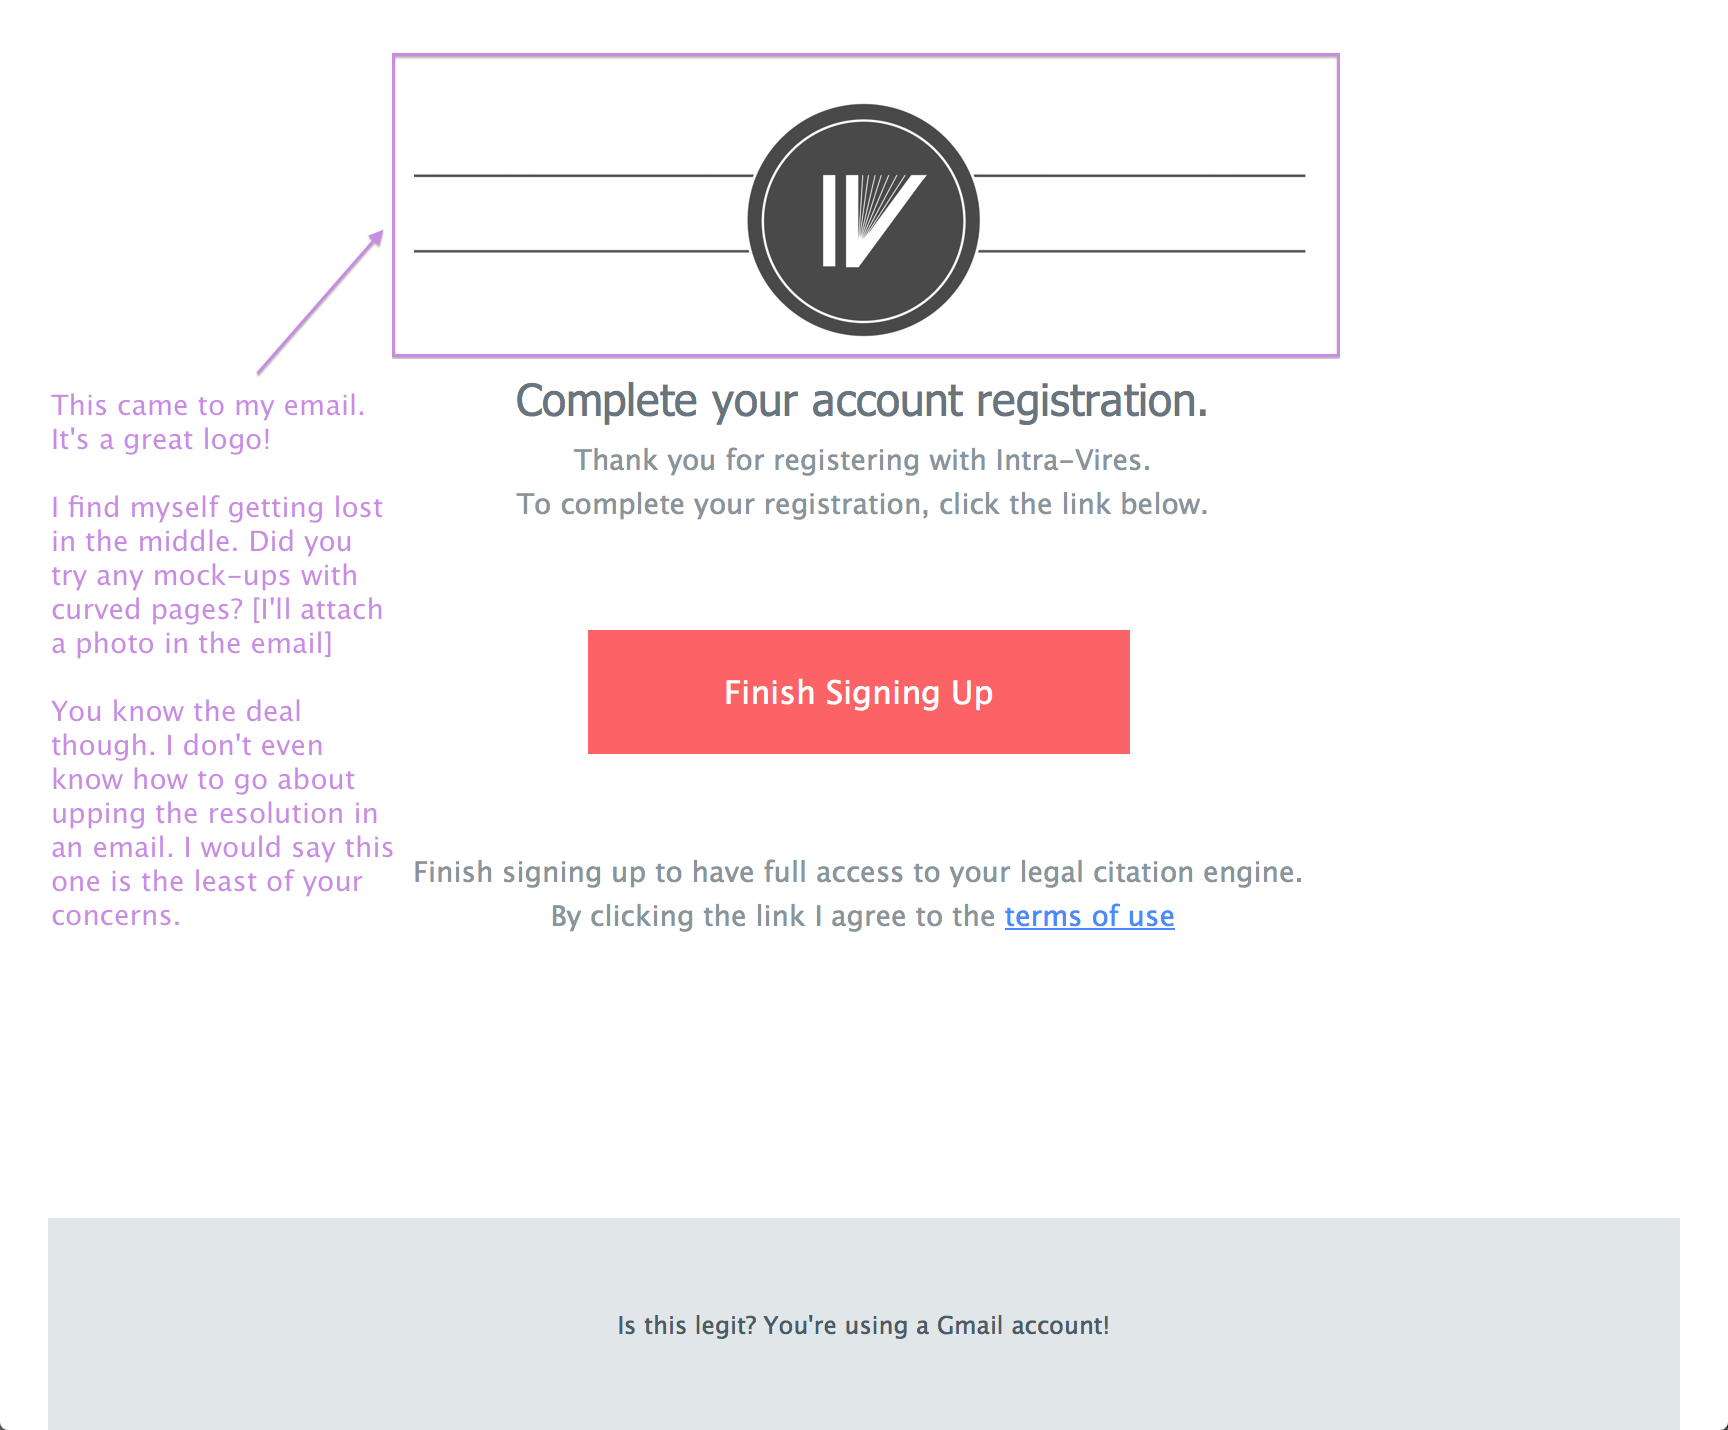 IV
This came to my email.
It's a great logo!
I find myself getting lost
in the middle. Did you
try any mock-ups with
curved pages? [I'll attach
a photo in the email]
You know the deal
though. I don't even
know how to go about
upping the resolution in
an email. I would say this
one is the least of your
concerns.
Complete your account registration.
Thank you for registering with Intra-Vires.
To complete your registration, click the link below.
Finish Signing Up
Finish signing up to have full access to your legal citation engine.
By clicking the link I agree to the terms of use
Is this legit? You're using a Gmail account!